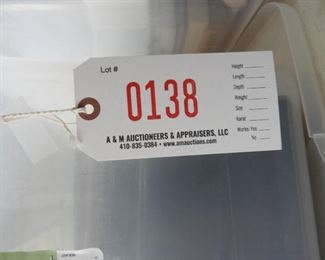 Lot #
0138
A & M AUCTIONEERS & APPRAISERS, LLC
410-835-0384 • www.amauctions.com
Height
Length
Depth
Weight
Size
Karat
Works Yes
No